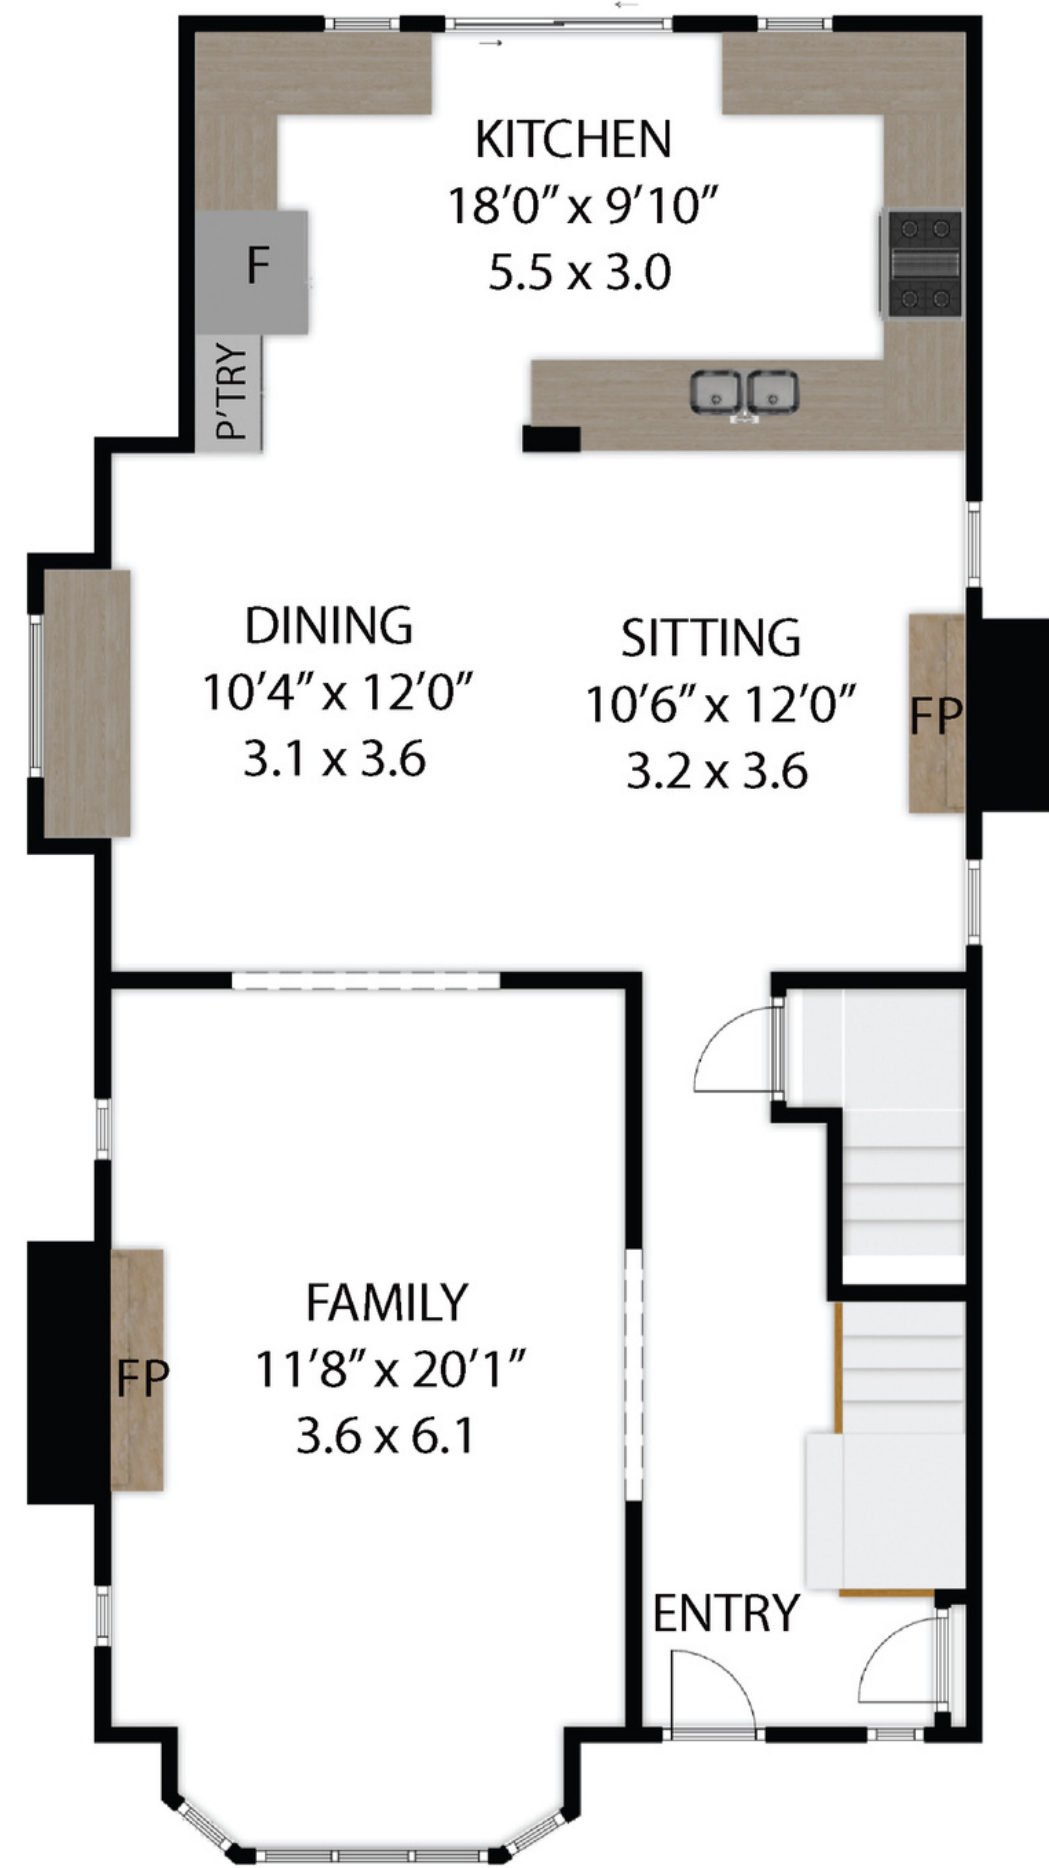 KITCHEN
18′0″ x 9′10″
5.5 x 3.0
F
P'TRY
DINING
10′4″ x 12′0″
3.1 x 3.6
SITTING
10′6″ x 12′0″
3.2 x 3.6
FP
FAMILY
11′8″ x 20′1″
3.6 x 6.1
FP
ENTRY